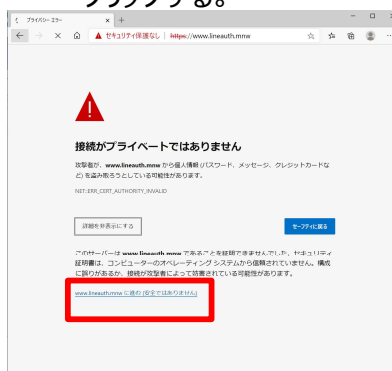 クリックする。
プライバシー エラー
セキュリティ保護なし | https://www.lineauth.mnw
接続がプライベートではありません
攻撃者が、www.lineauth.mnw から個人情報 (パスワード、メッセージ、クレジットカードな
ど) を盗み取ろうとしている可能性があります。
NET::ERR_CERT_AUTHORITY_INVALID
詳細を非表示にする
セーフティに戻る
このサーバーは www.lineauth.mnw であることを証明できませんでした。セキュリティ
証明書は、コンピューターのオペレーティング システムから信頼されていません。構成
に誤りがあるか、接続が攻撃者によって妨害されている可能性があります。
www.lineauth.mnw に進む (安全ではありません)